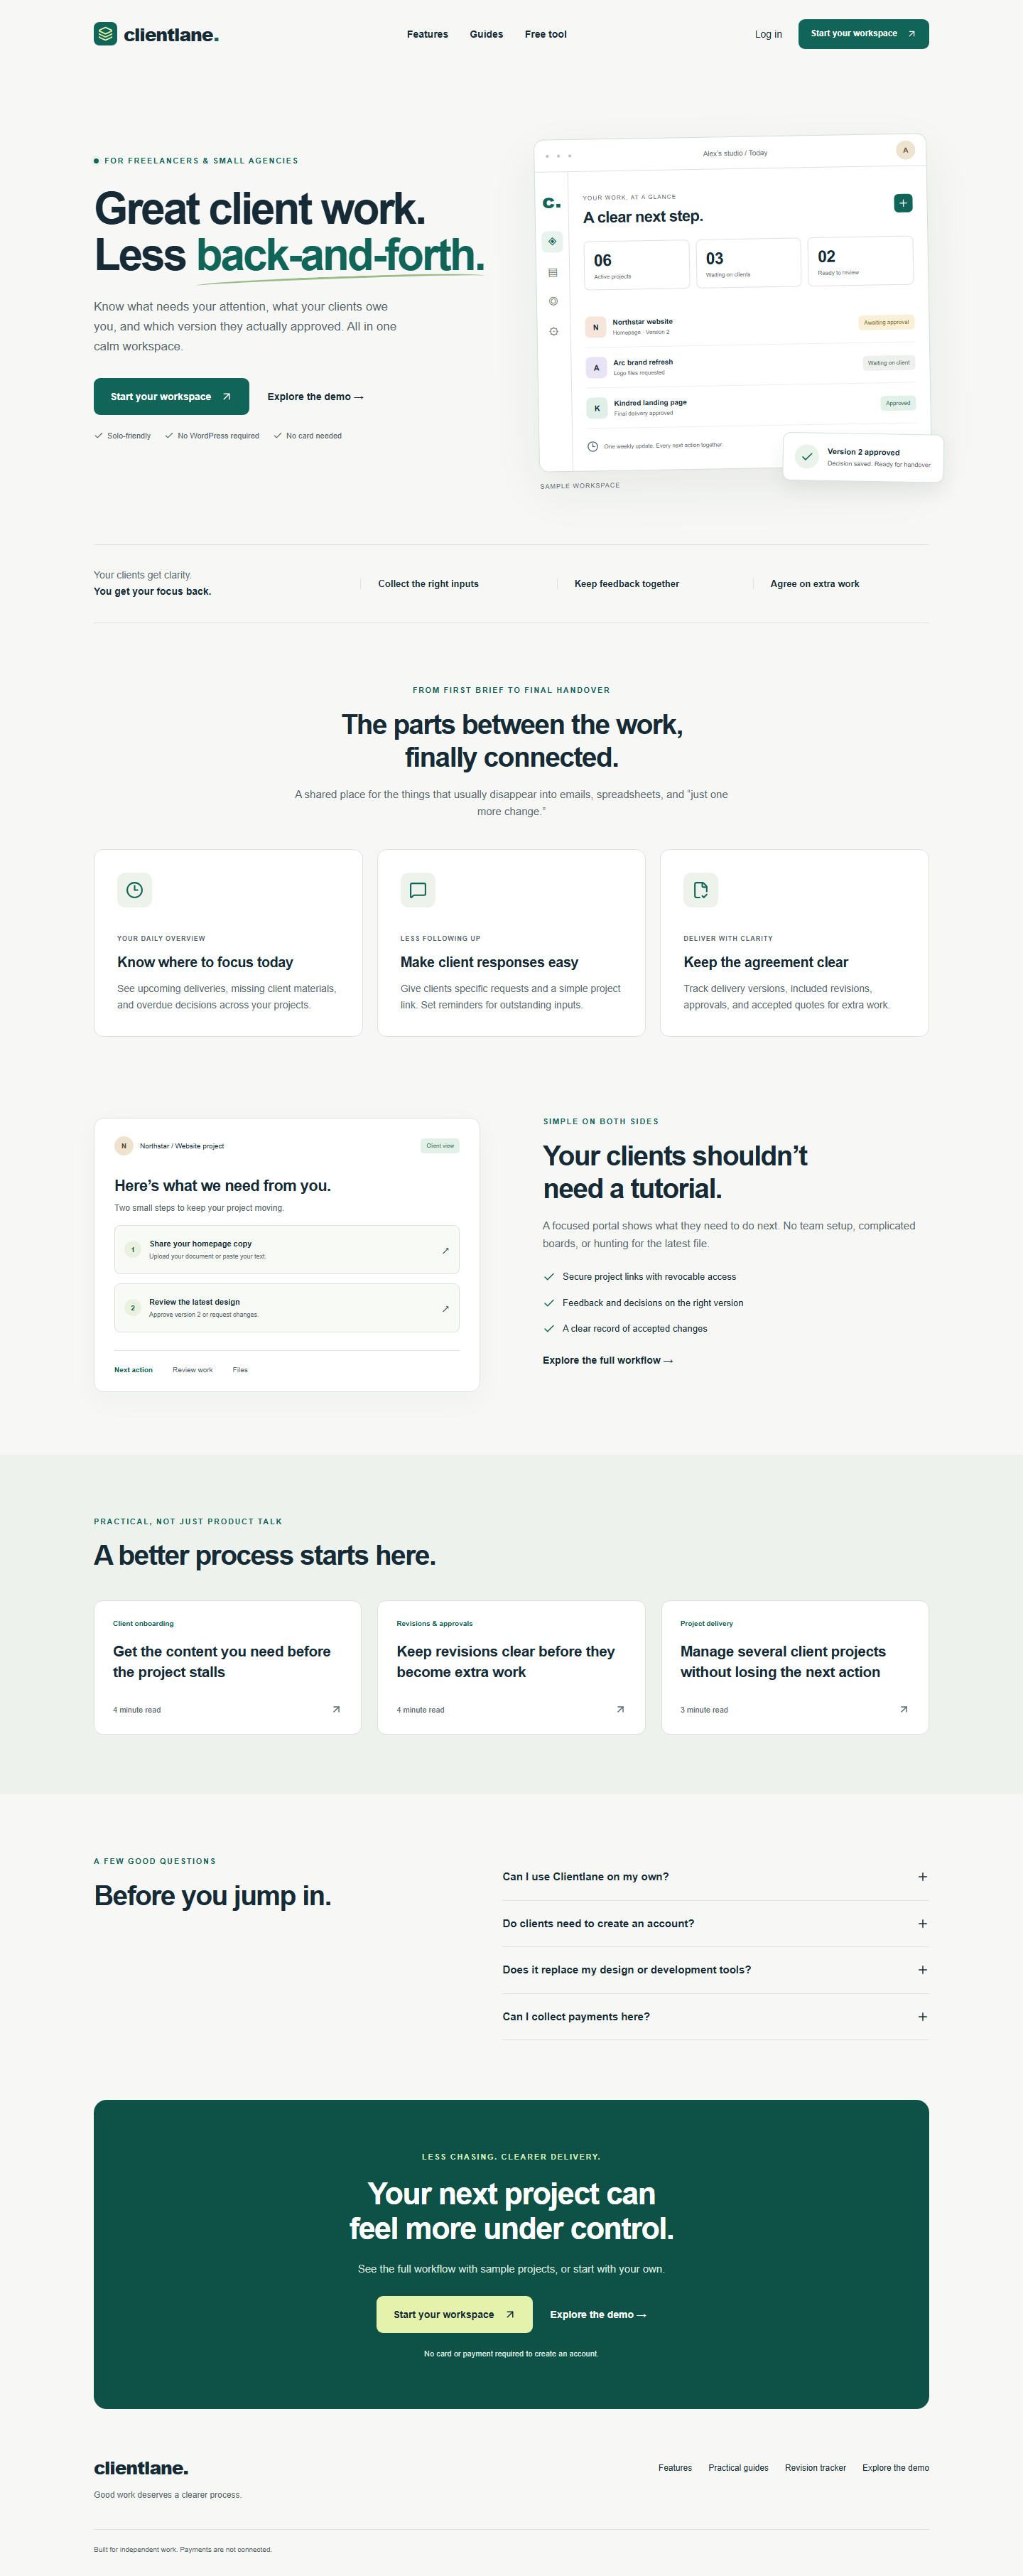 clientlane.
Features
Guides
Free tool
Log in
Start your workspace
FOR FREELANCERS & SMALL AGENCIES
Great client work.
Less back-and-forth.
Know what needs your attention, what your clients owe
you, and which version they actually approved. All in one
calm workspace.
Start your workspace
Explore the demo →
Solo-friendly
No WordPress required
No card needed
Alex's studio / Today
A
c.
YOUR WORK, AT A GLANCE
A clear next step.
06
Active projects
03
Waiting on clients
02
Ready to review
N
Northstar website
Homepage · Version 2
Awaiting approval
A
Arc brand refresh
Logo files requested
Waiting on client
K
Kindred landing page
Final delivery approved
Approved
One weekly update. Every next action together
Version 2 approved
Decision saved. Ready for handover.
SAMPLE WORKSPACE
Your clients get clarity.
You get your focus back.
Collect the right inputs
Keep feedback together
Agree on extra work
FROM FIRST BRIEF TO FINAL HANDOVER
The parts between the work,
finally connected.
A shared place for the things that usually disappear into emails, spreadsheets, and “just one
more change.”
YOUR DAILY OVERVIEW
Know where to focus today
See upcoming deliveries, missing client materials,
and overdue decisions across your projects.
LESS FOLLOWING UP
Make client responses easy
Give clients specific requests and a simple project
link. Set reminders for outstanding inputs.
DELIVER WITH CLARITY
Keep the agreement clear
Track delivery versions, included revisions,
approvals, and accepted quotes for extra work.
N
Northstar / Website project
Client view
Here’s what we need from you.
Two small steps to keep your project moving.
1
Share your homepage copy
Upload your document or paste your text.
2
Review the latest design
Approve version 2 or request changes.
Next action
Review work
Files
SIMPLE ON BOTH SIDES
Your clients shouldn’t
need a tutorial.
A focused portal shows what they need to do next. No team setup, complicated
boards, or hunting for the latest file.
Secure project links with revocable access
Feedback and decisions on the right version
A clear record of accepted changes
Explore the full workflow →
PRACTICAL, NOT JUST PRODUCT TALK
A better process starts here.
Client onboarding
Get the content you need before
the project stalls
4 minute read
Revisions & approvals
Keep revisions clear before they
become extra work
4 minute read
Project delivery
Manage several client projects
without losing the next action
3 minute read
A FEW GOOD QUESTIONS
Before you jump in.
Can I use Clientlane on my own?
Do clients need to create an account?
Does it replace my design or development tools?
Can I collect payments here?
LESS CHASING. CLEARER DELIVERY.
Your next project can
feel more under control.
See the full workflow with sample projects, or start with your own.
Start your workspace
Explore the demo →
No card or payment required to create an account.
clientlane.
Good work deserves a clearer process.
Features
Practical guides
Revision tracker
Explore the demo
Built for independent work. Payments are not connected.